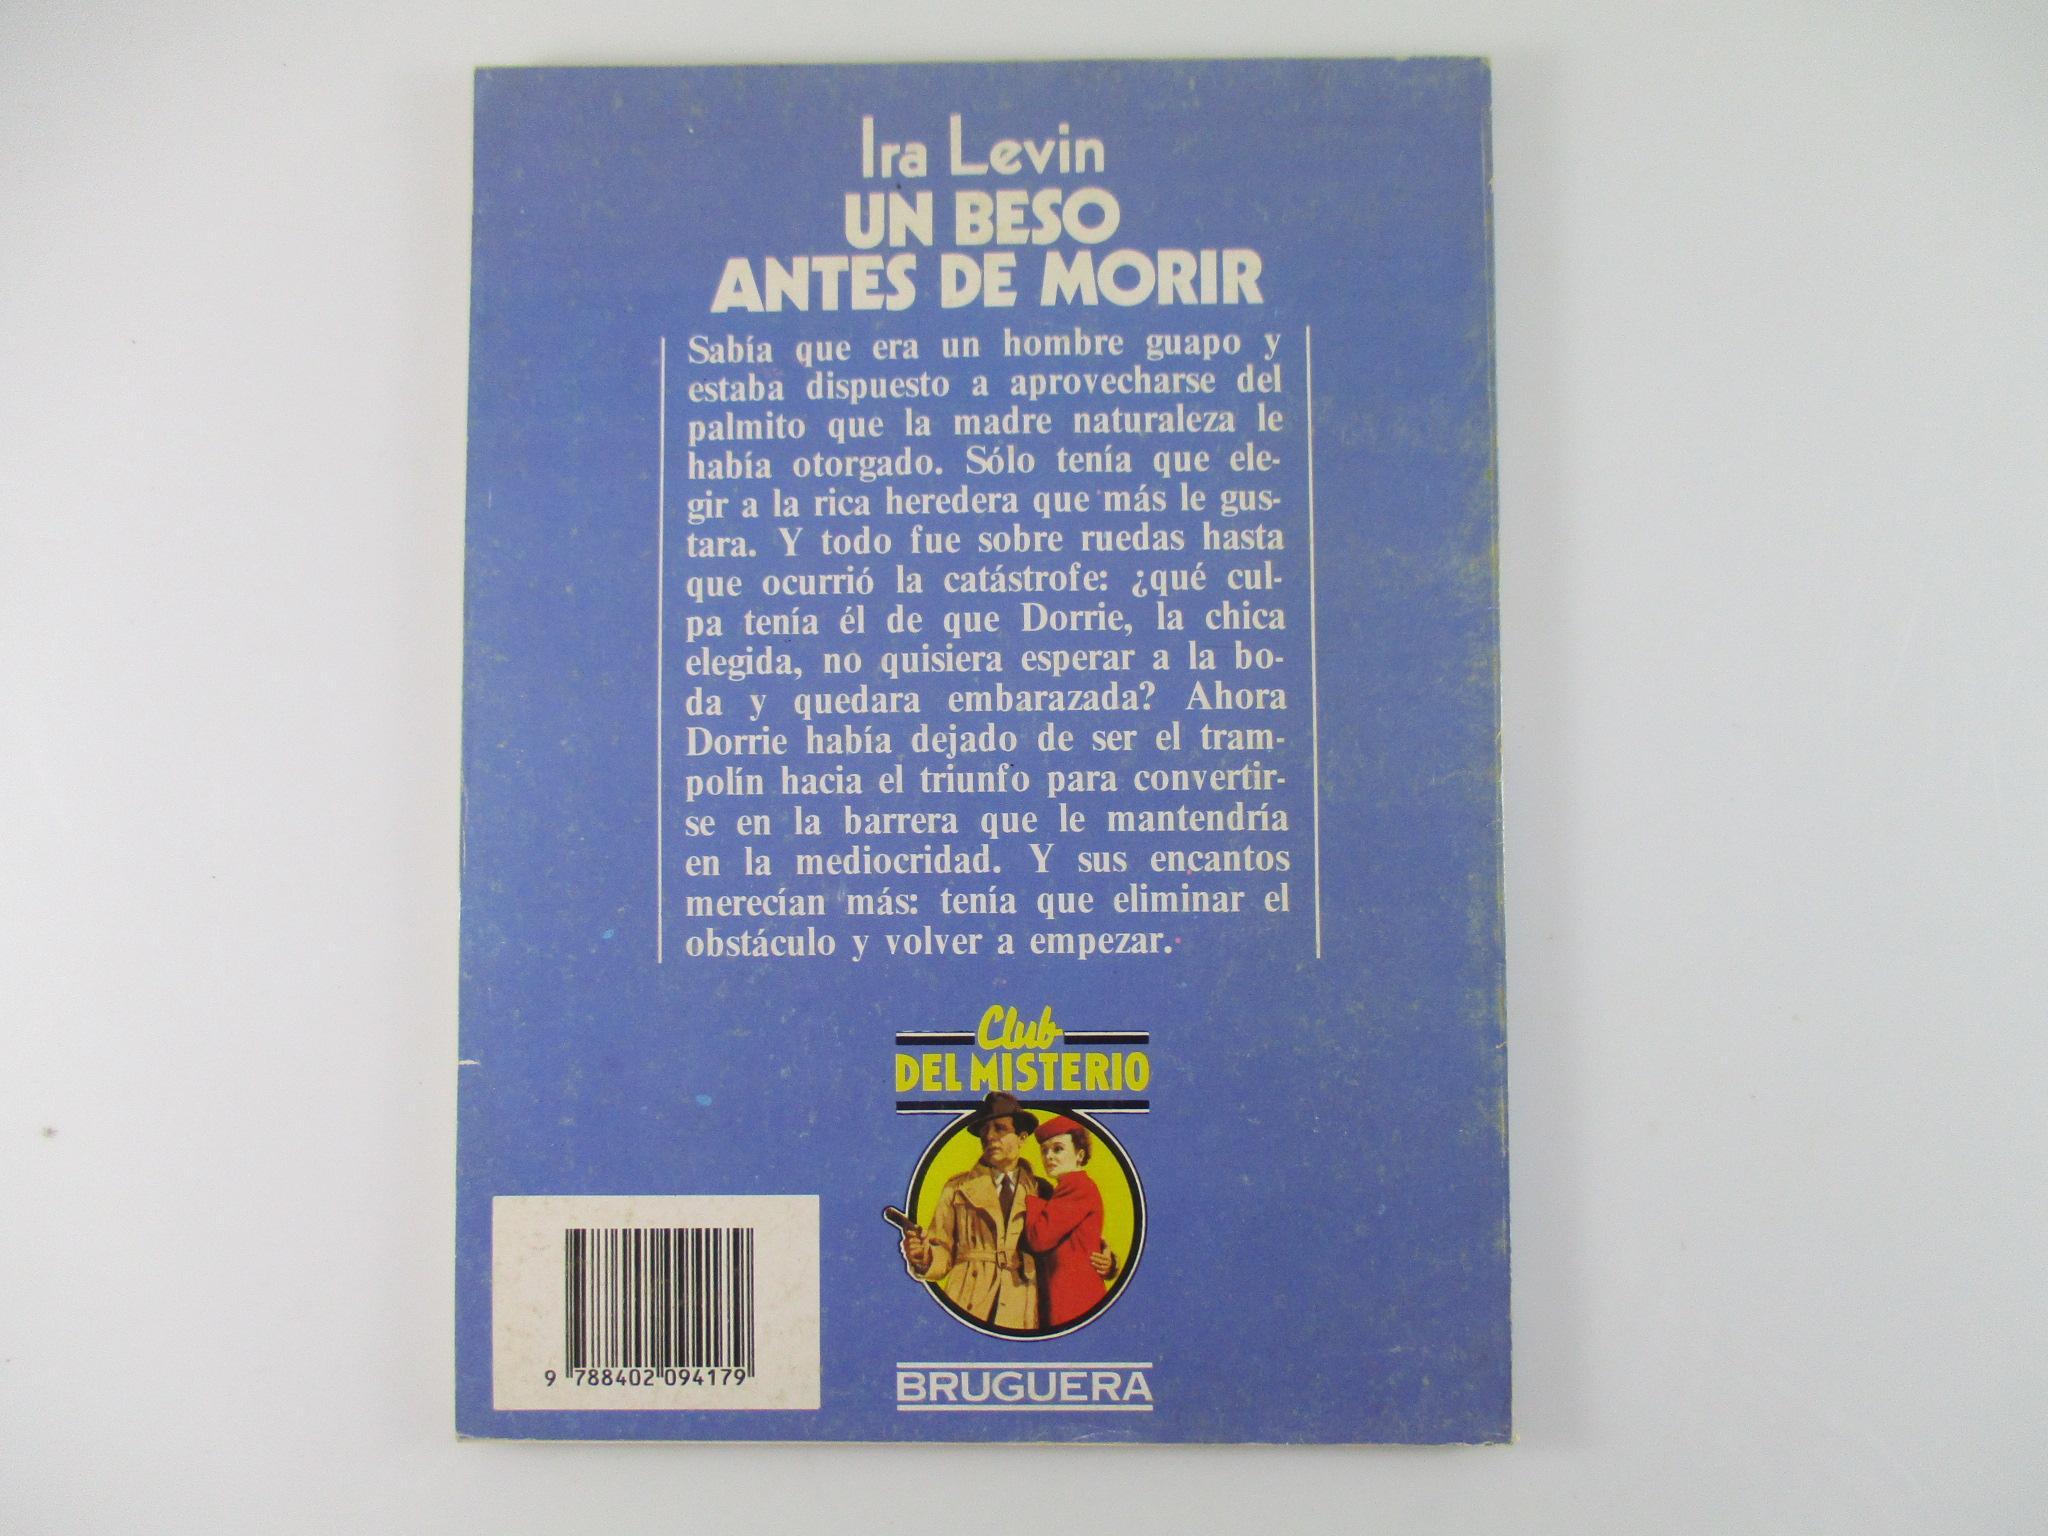 Ira Levin
UN BESO
ANTES DE MORIR
Sabía que era un hombre guapo y
estaba dispuesto a aprovecharse del
palmito que la madre naturaleza le
había otorgado. Sólo tenía que ele-
gir a la rica heredera que más le gus-
tara. Y todo fue sobre ruedas hasta
que ocurrió la catástrofe: ¿qué cul-
pa tenía él de que Dorrie, la chica
elegida, no quisiera esperar a la bo-
da y quedara embarazada? Ahora
Dorrie había dejado de ser el tram-
polín hacia el triunfo para convertir-
se en la barrera que le mantendría
en la mediocridad. Y sus encantos
merecían más: tenía que eliminar el
obstáculo y volver a empezar.
Club
DEL MISTERIO
9 788402 094179
BRUGUERA